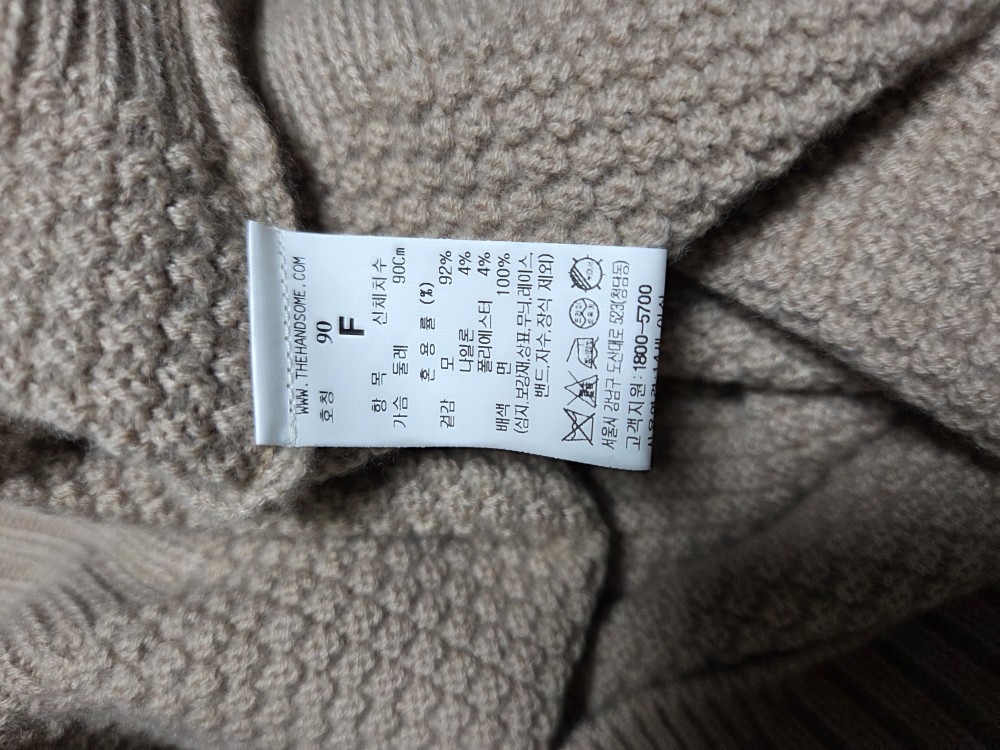 WWW.THEHANDSOME.COM
호칭 90
F
항 목 신체치수
가슴 둘레 90Cm
혼 용 률 (%)
겉감 모 92%
나일론 4%
폴리에스터 4%
배색 면 100%
(심지,보강재,상표,무늬,레이스
밴드,자수,장식 제외)
서울시 강남구 도산대로 523(청담동)
고객지원: 1800-5700